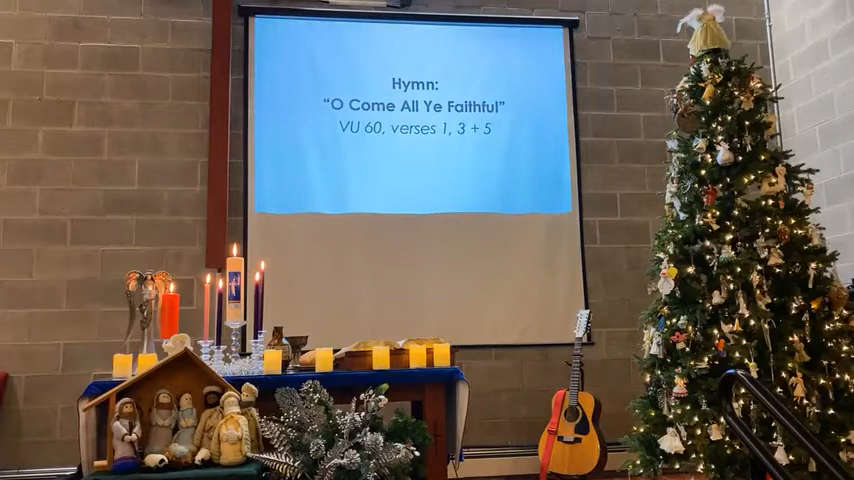 Hymn:
"O Come All Ye Faithful"
VU 60, verses 1, 3 + 5